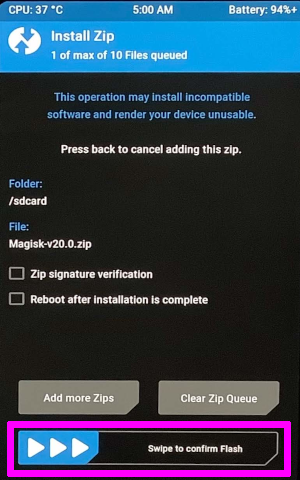 CPU: 37 °C 5:00 AM Battery: 94%+
Install Zip
1 of max of 10 Files queued
This operation may install incompatible
software and render your device unusable.
Press back to cancel adding this zip.
Folder:
/sdcard
File:
Magisk-v20.0.zip
Zip signature verification
Reboot after installation is complete
Add more Zips Clear Zip Queue
Swipe to confirm Flash